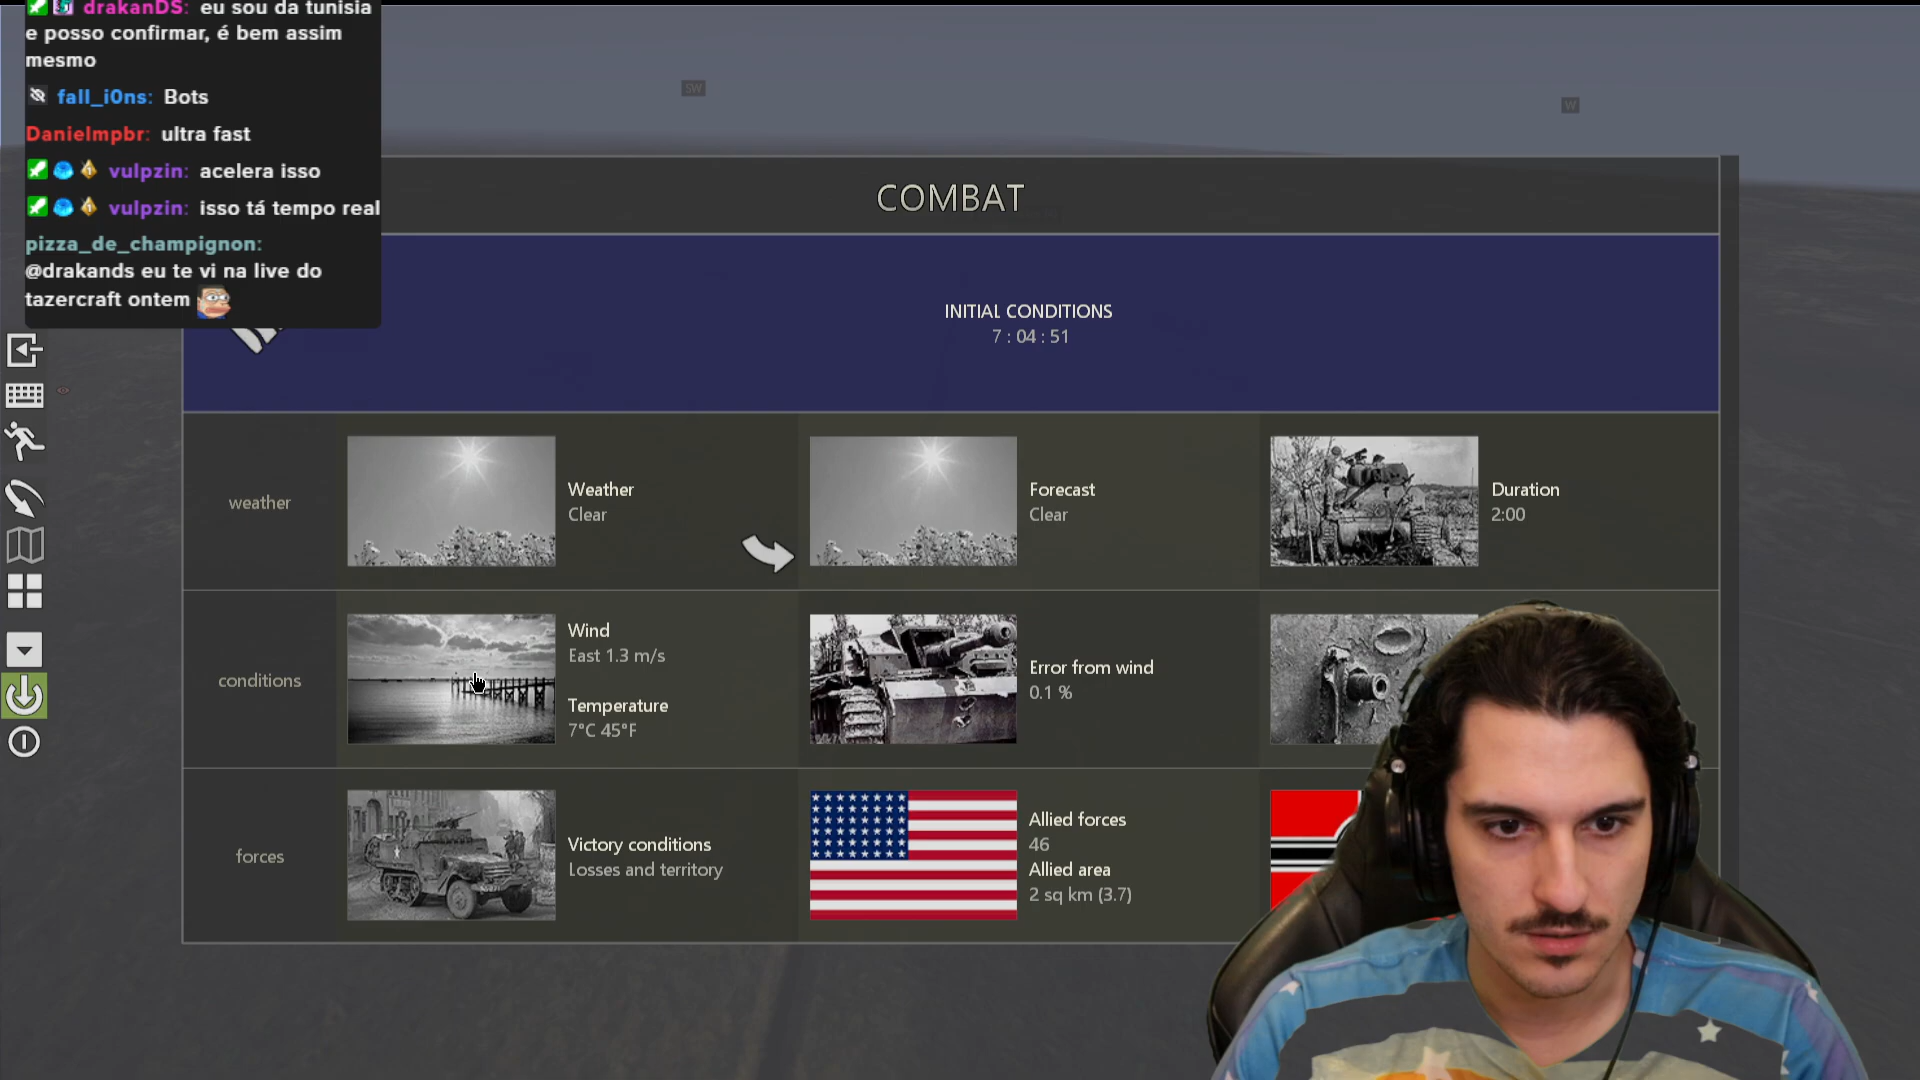 drakanDS: eu sou da tunisia
e posso confirmar, é bem assim
mesmo
fall_i0ns: Bots
Danielmpbr: ultra fast
vulpzin: acelera isso
vulpzin: isso tá tempo real
pizza_de_champignon:
@drakands eu te vi na live do
tazercraft ontem
SW
W
COMBAT
INITIAL CONDITIONS
7 : 04 : 51
weather
Weather
Clear
Forecast
Clear
Duration
2:00
conditions
Wind
East 1.3 m/s
Temperature
7°C 45°F
Error from wind
0.1 %
forces
Victory conditions
Losses and territory
Allied forces
46
Allied area
2 sq km (3.7)